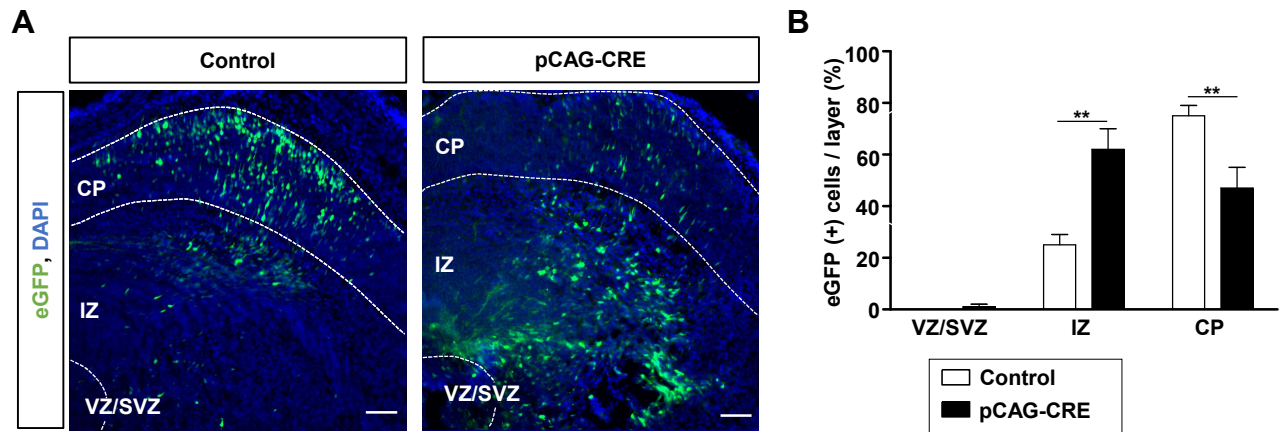 A
Control
pCAG-CRE
eGFP, DAPI
CP
IZ
VZ/SVZ
CP
IZ
VZ/SVZ
B
eGFP (+) cells / layer (%)
100
80
60
40
20
0
**
**
VZ/SVZ IZ CP
Control
pCAG-CRE